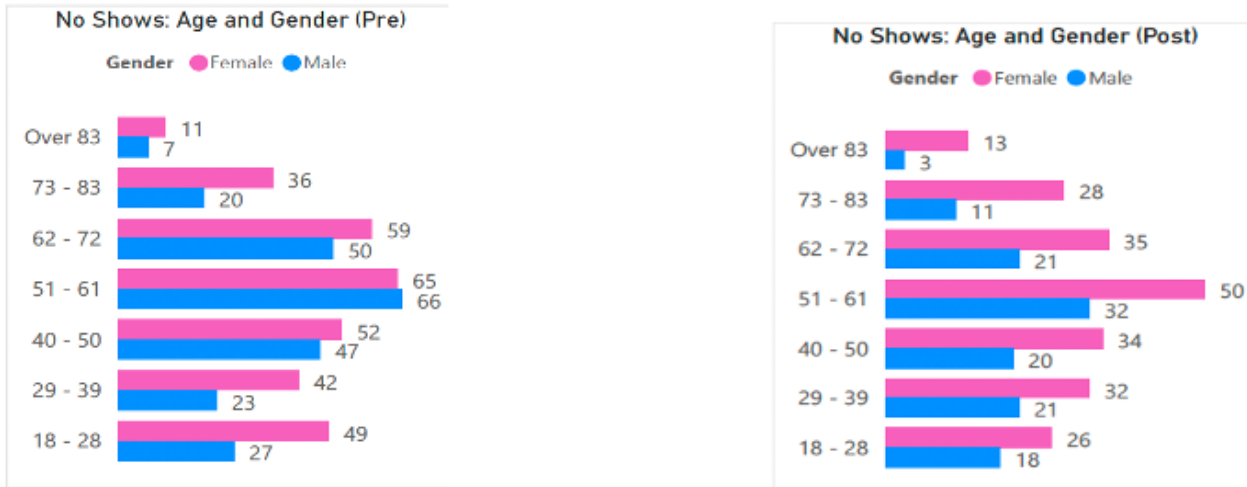 No Shows: Age and Gender (Pre)
Gender Female Male
Over 83 11
7
73 - 83 36
20
62 - 72 59
50
51 - 61 65
66
40 - 50 52
47
29 - 39 42
23
18 - 28 49
27
No Shows: Age and Gender (Post)
Gender Female Male
Over 83 13
3
73 - 83 28
11
62 - 72 35
21
51 - 61 50
32
40 - 50 34
20
29 - 39 32
21
18 - 28 26
18